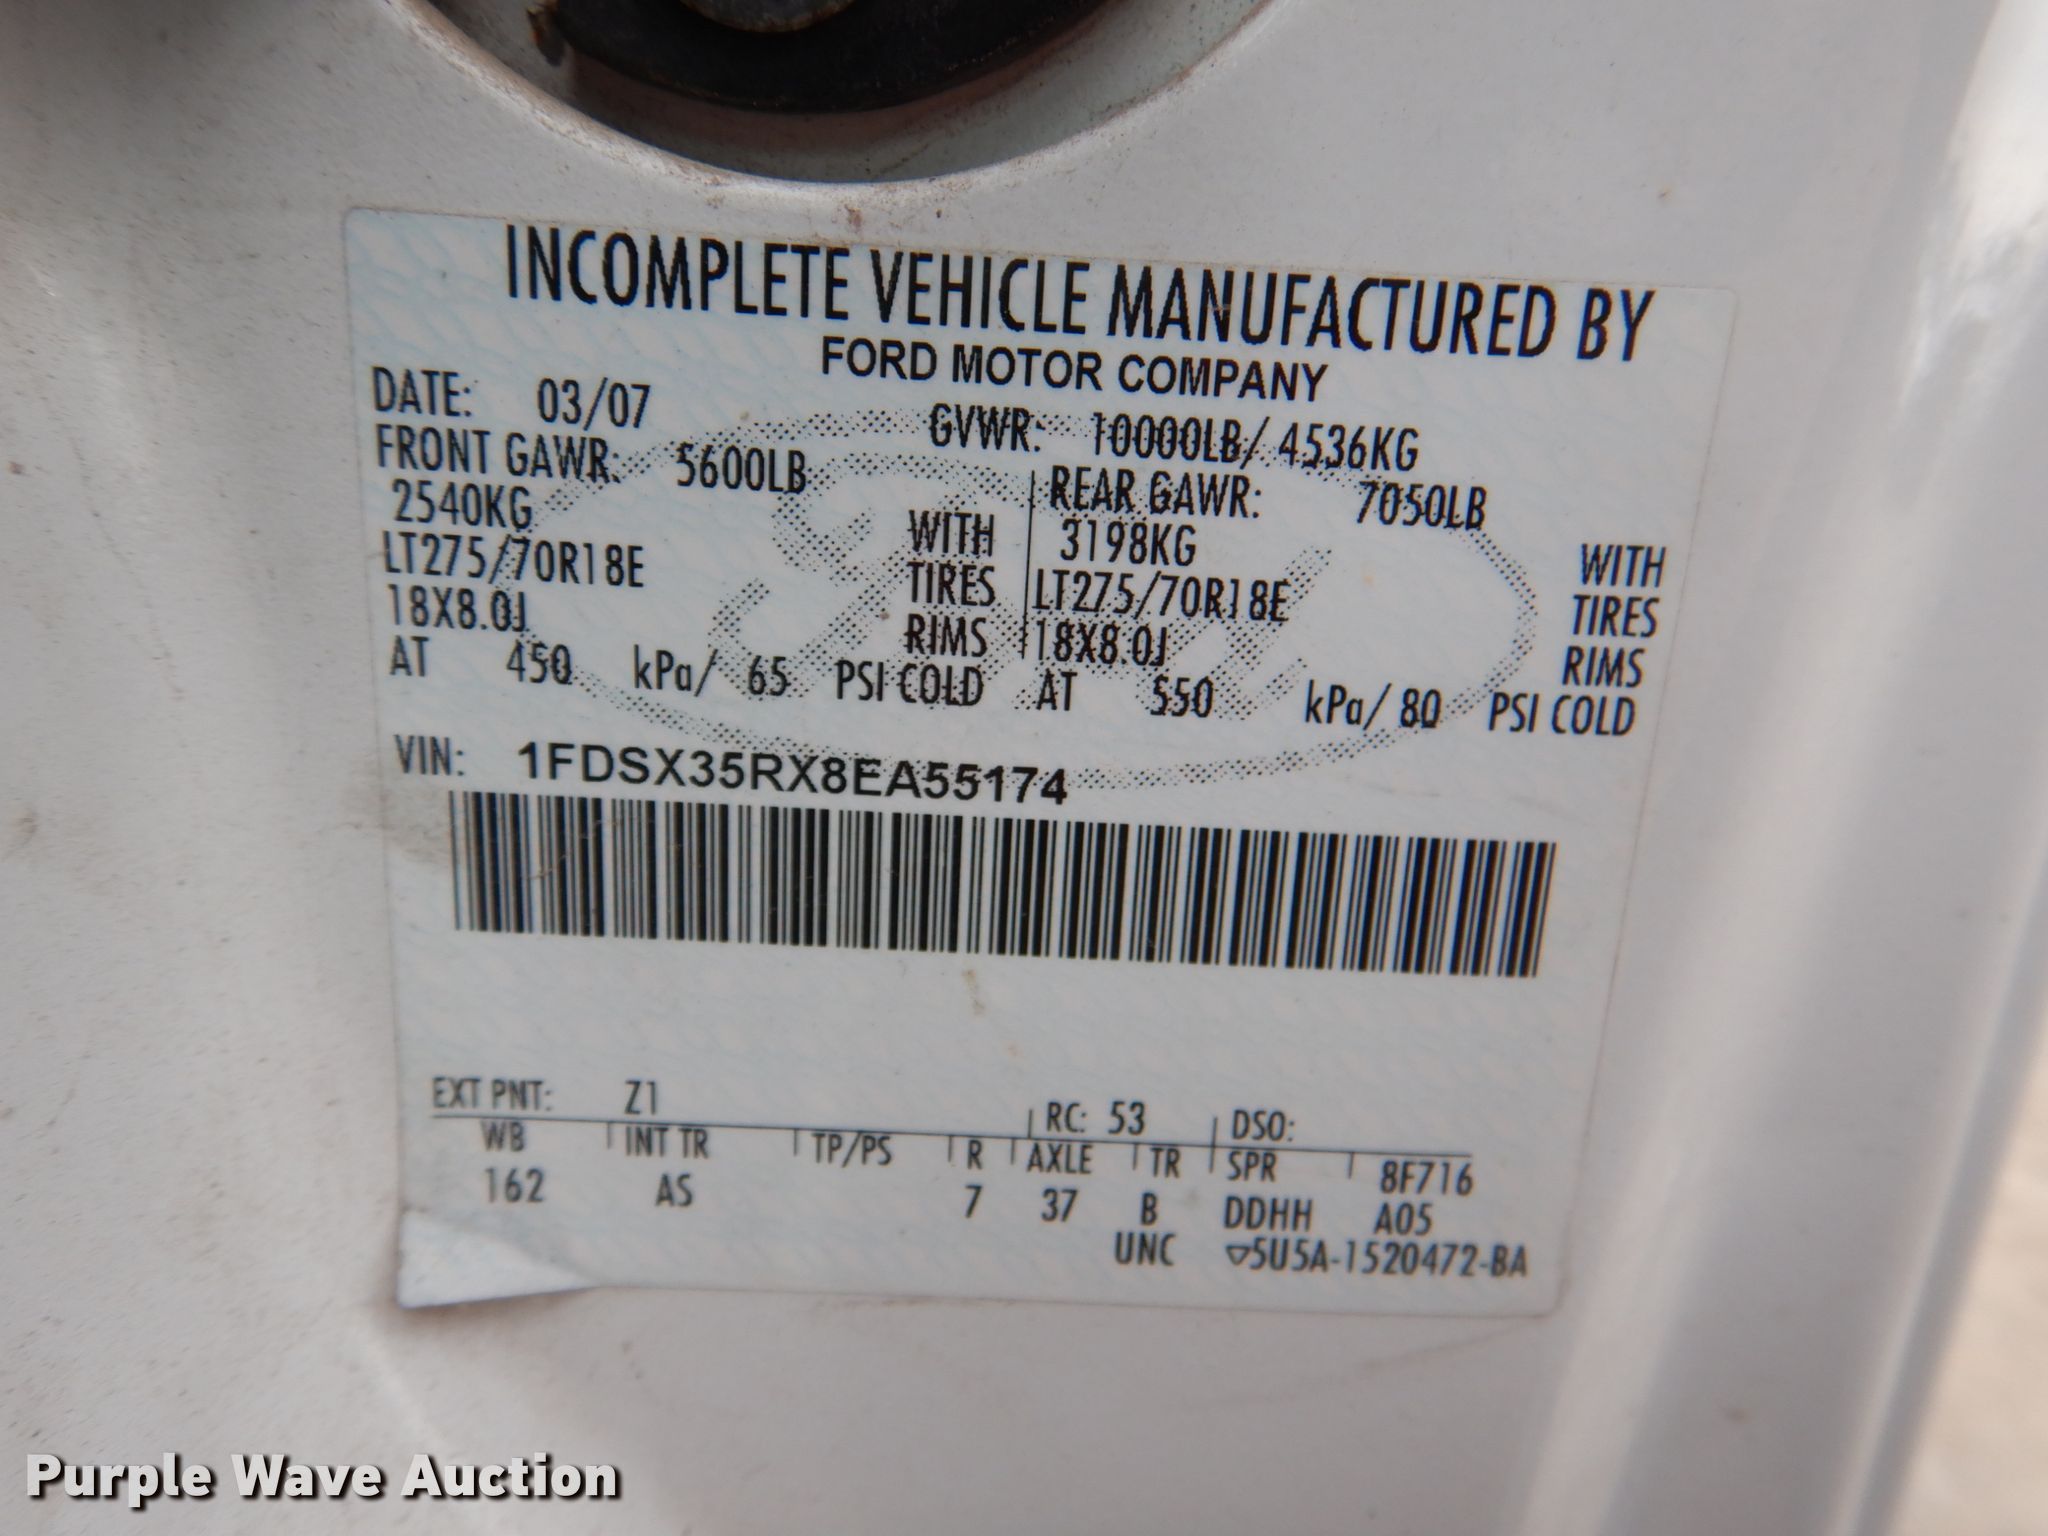 INCOMPLETE VEHICLE MANUFACTURED BY
FORD MOTOR COMPANY
DATE: 03/07 GVWR: 10000LB/ 4536KG
FRONT GAWR: 5600LB REAR GAWR: 7050LB
2540KG WITH 3198KG WITH
LT275/70R18E TIRES LT275/70R18E TIRES
18X8.0J RIMS 18X8.0J RIMS
AT 450 kPa/ 65 PSI COLD AT 550 kPa/ 80 PSI COLD
VIN: 1FDSX35RX8EA55174
EXT PNT: Z1 RC: 53 DSO:
WB INT TR TP/PS R AXLE TR SPR 8F716
162 AS 7 37 B DDHH A05
UNC ▽5U5A-1520472-BA
Purple Wave Auction